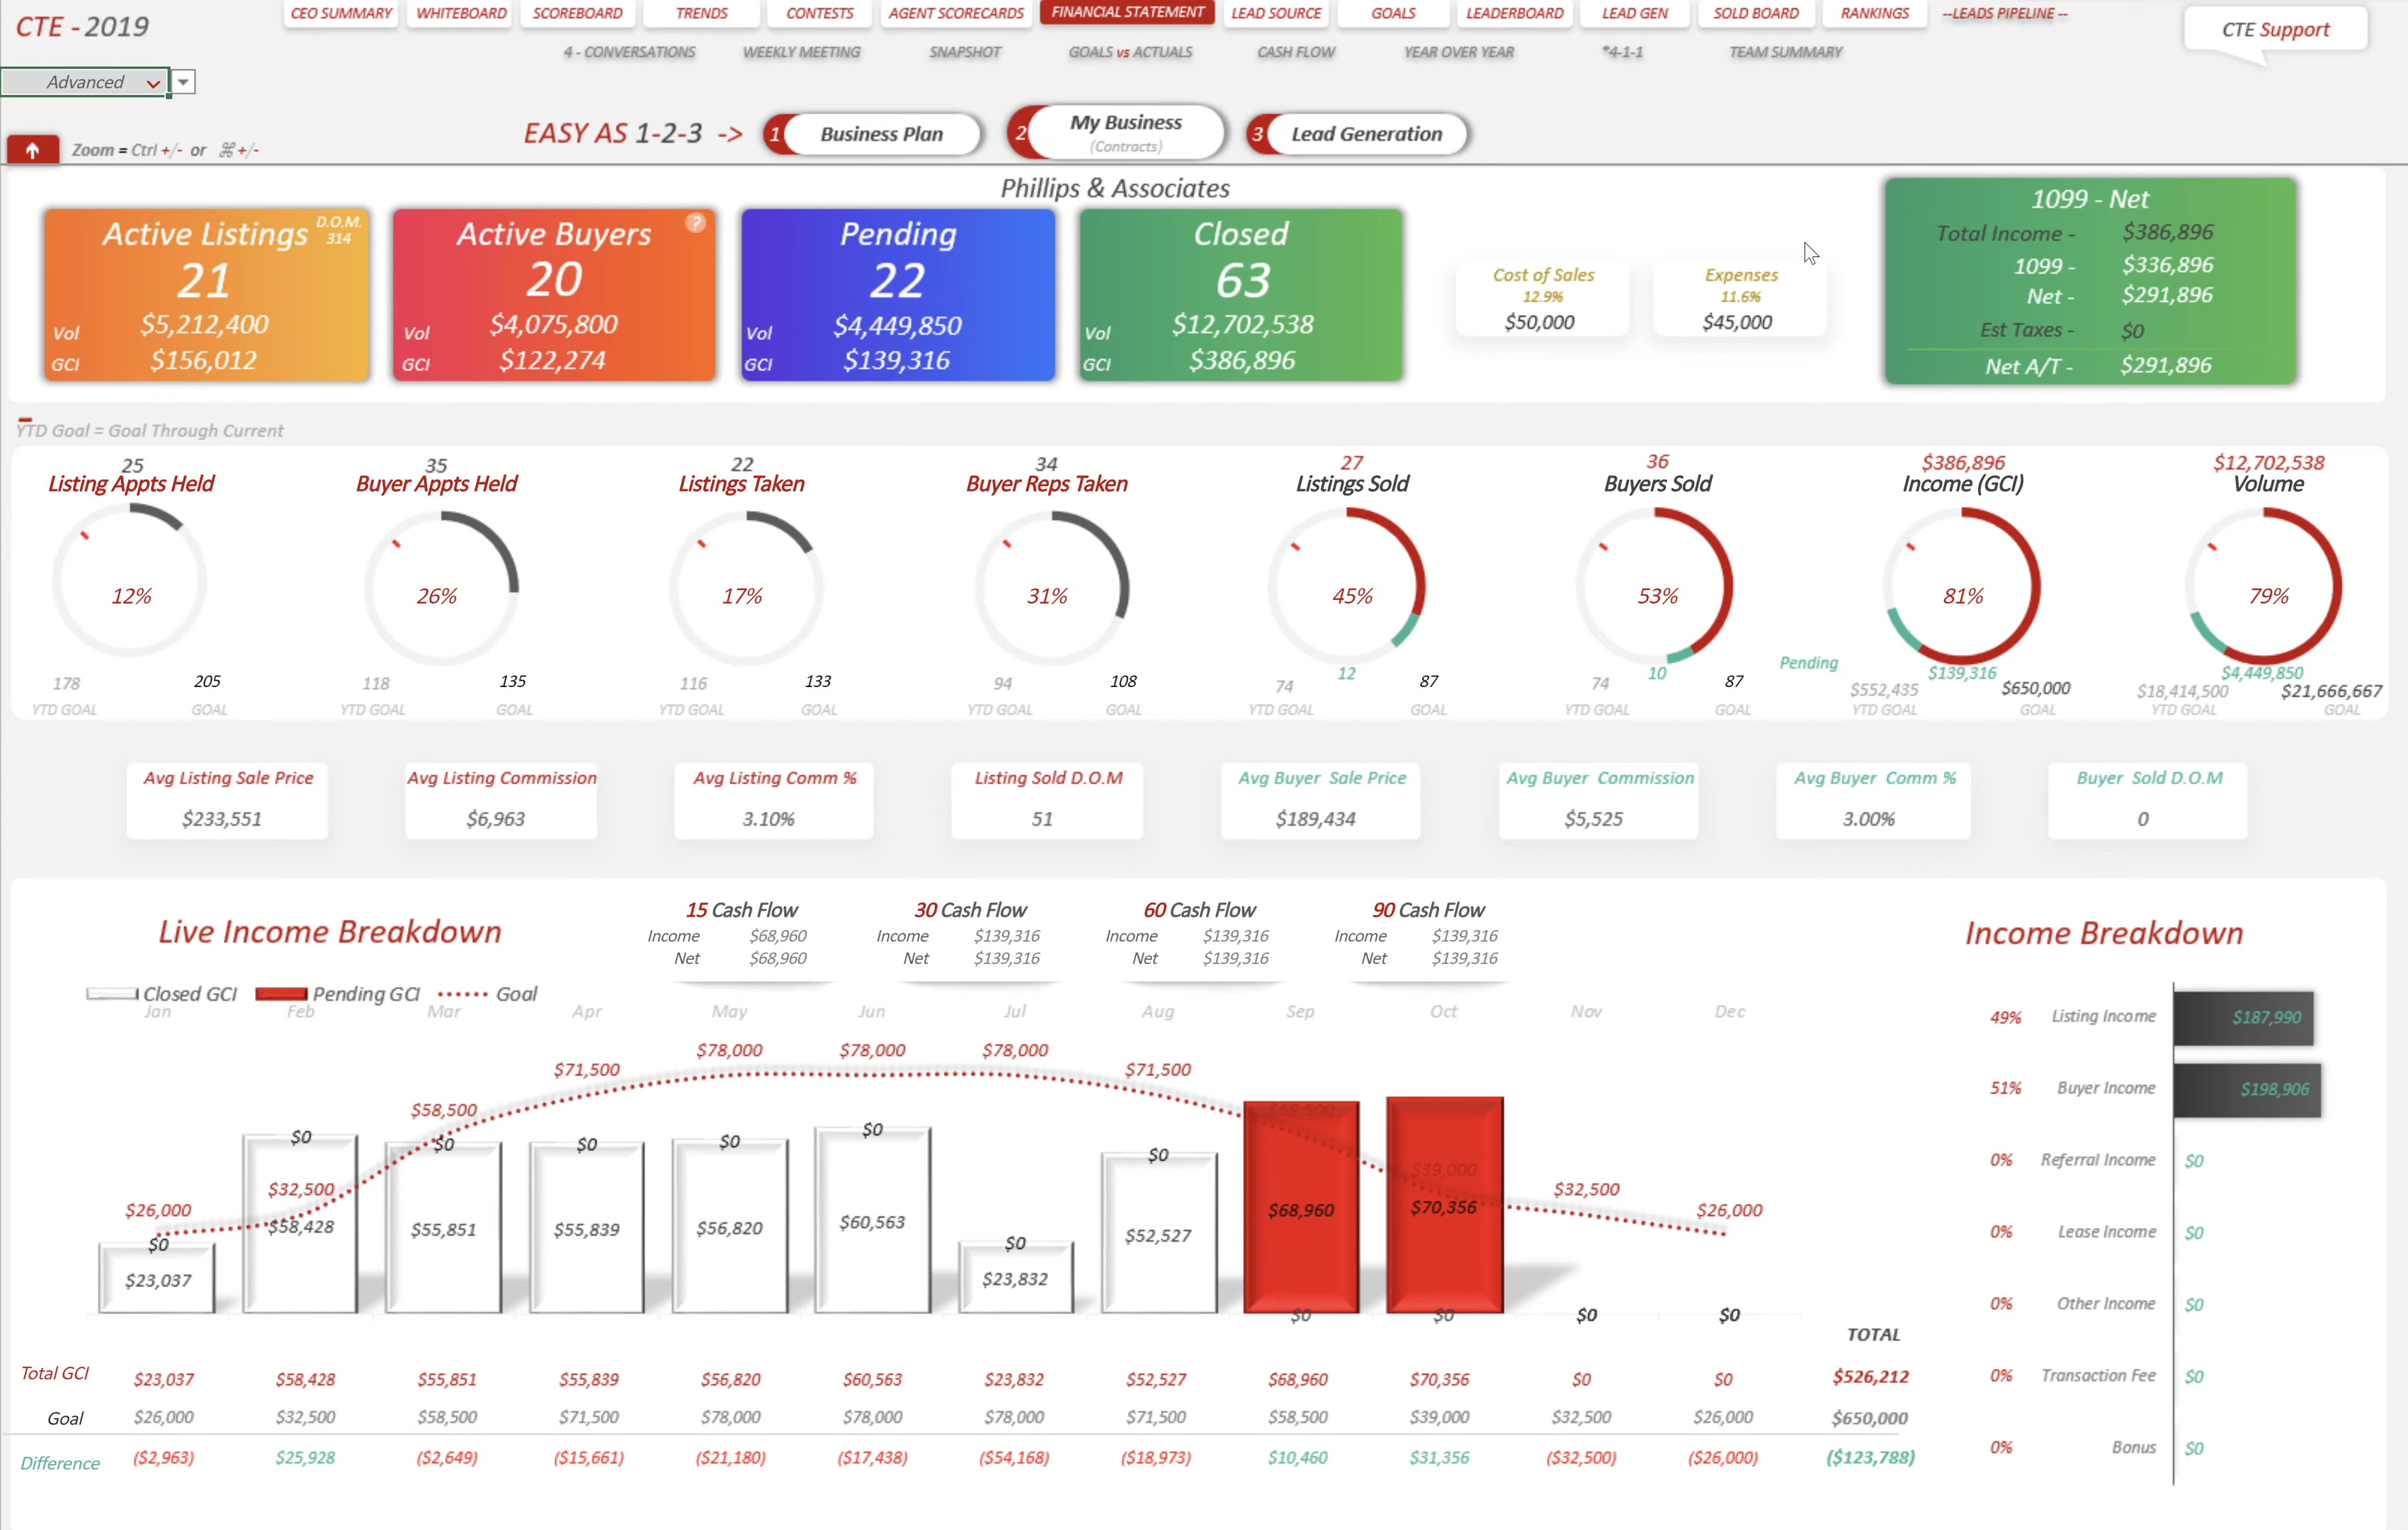 CTE - 2019
CEO SUMMARY WHITEBOARD SCOREBOARD TRENDS CONTESTS AGENT SCORECARDS FINANCIAL STATEMENT LEAD SOURCE GOALS LEADERBOARD LEAD GEN SOLD BOARD RANKINGS --LEADS PIPELINE --
4 - CONVERSATIONS WEEKLY MEETING SNAPSHOT GOALS vs ACTUALS CASH FLOW YEAR OVER YEAR *4-1-1 TEAM SUMMARY
CTE Support
Advanced
EASY AS 1-2-3 -> 1 Business Plan 2 My Business 3 Lead Generation
(Contracts)
Zoom = Ctrl +/- or ⌘+/-
Phillips & Associates
Active Listings D.O.M.
314
21
Vol $5,212,400
GCI $156,012
Active Buyers ?
20
Vol $4,075,800
GCI $122,274
Pending
22
Vol $4,449,850
GCI $139,316
Closed
63
Vol $12,702,538
GCI $386,896
Cost of Sales
12.9%
$50,000
Expenses
11.6%
$45,000
1099 - Net
Total Income - $386,896
1099 - $336,896
Net - $291,896
Est Taxes - $0
Net A/T - $291,896
YTD Goal = Goal Through Current
25 35 22 34 27 36 $386,896 $12,702,538
Listing Appts Held Buyer Appts Held Listings Taken Buyer Reps Taken Listings Sold Buyers Sold Income (GCI) Volume
12% 26% 17% 31% 45% 53% 81% 79%
12 10 Pending $139,316 $4,449,850
178 205 118 135 116 133 94 108 74 87 74 87 $552,435 $650,000 $18,414,500 $21,666,667
YTD GOAL GOAL YTD GOAL GOAL YTD GOAL GOAL YTD GOAL GOAL YTD GOAL GOAL YTD GOAL GOAL YTD GOAL GOAL YTD GOAL GOAL
Avg Listing Sale Price Avg Listing Commission Avg Listing Comm % Listing Sold D.O.M Avg Buyer Sale Price Avg Buyer Commission Avg Buyer Comm % Buyer Sold D.O.M
$233,551 $6,963 3.10% 51 $189,434 $5,525 3.00% 0
Live Income Breakdown
15 Cash Flow 30 Cash Flow 60 Cash Flow 90 Cash Flow
Income $68,960 Income $139,316 Income $139,316 Income $139,316
Net $68,960 Net $139,316 Net $139,316 Net $139,316
Closed GCI Pending GCI Goal
Jan Feb Mar Apr May Jun Jul Aug Sep Oct Nov Dec
$26,000 $32,500 $58,500 $71,500 $78,000 $78,000 $78,000 $71,500 $58,500 $39,000 $32,500 $26,000
$0 $0 $0 $0 $0 $0 $0 $0
$23,037 $58,428 $55,851 $55,839 $56,820 $60,563 $23,832 $52,527 $68,960 $70,356
$0 $0 $0 $0
TOTAL
Total GCI $23,037 $58,428 $55,851 $55,839 $56,820 $60,563 $23,832 $52,527 $68,960 $70,356 $0 $0 $526,212
Goal $26,000 $32,500 $58,500 $71,500 $78,000 $78,000 $78,000 $71,500 $58,500 $39,000 $32,500 $26,000 $650,000
Difference ($2,963) $25,928 ($2,649) ($15,661) ($21,180) ($17,438) ($54,168) ($18,973) $10,460 $31,356 ($32,500) ($26,000) ($123,788)
Income Breakdown
49% Listing Income $187,990
51% Buyer Income $198,906
0% Referral Income $0
0% Lease Income $0
0% Other Income $0
0% Transaction Fee $0
0% Bonus $0